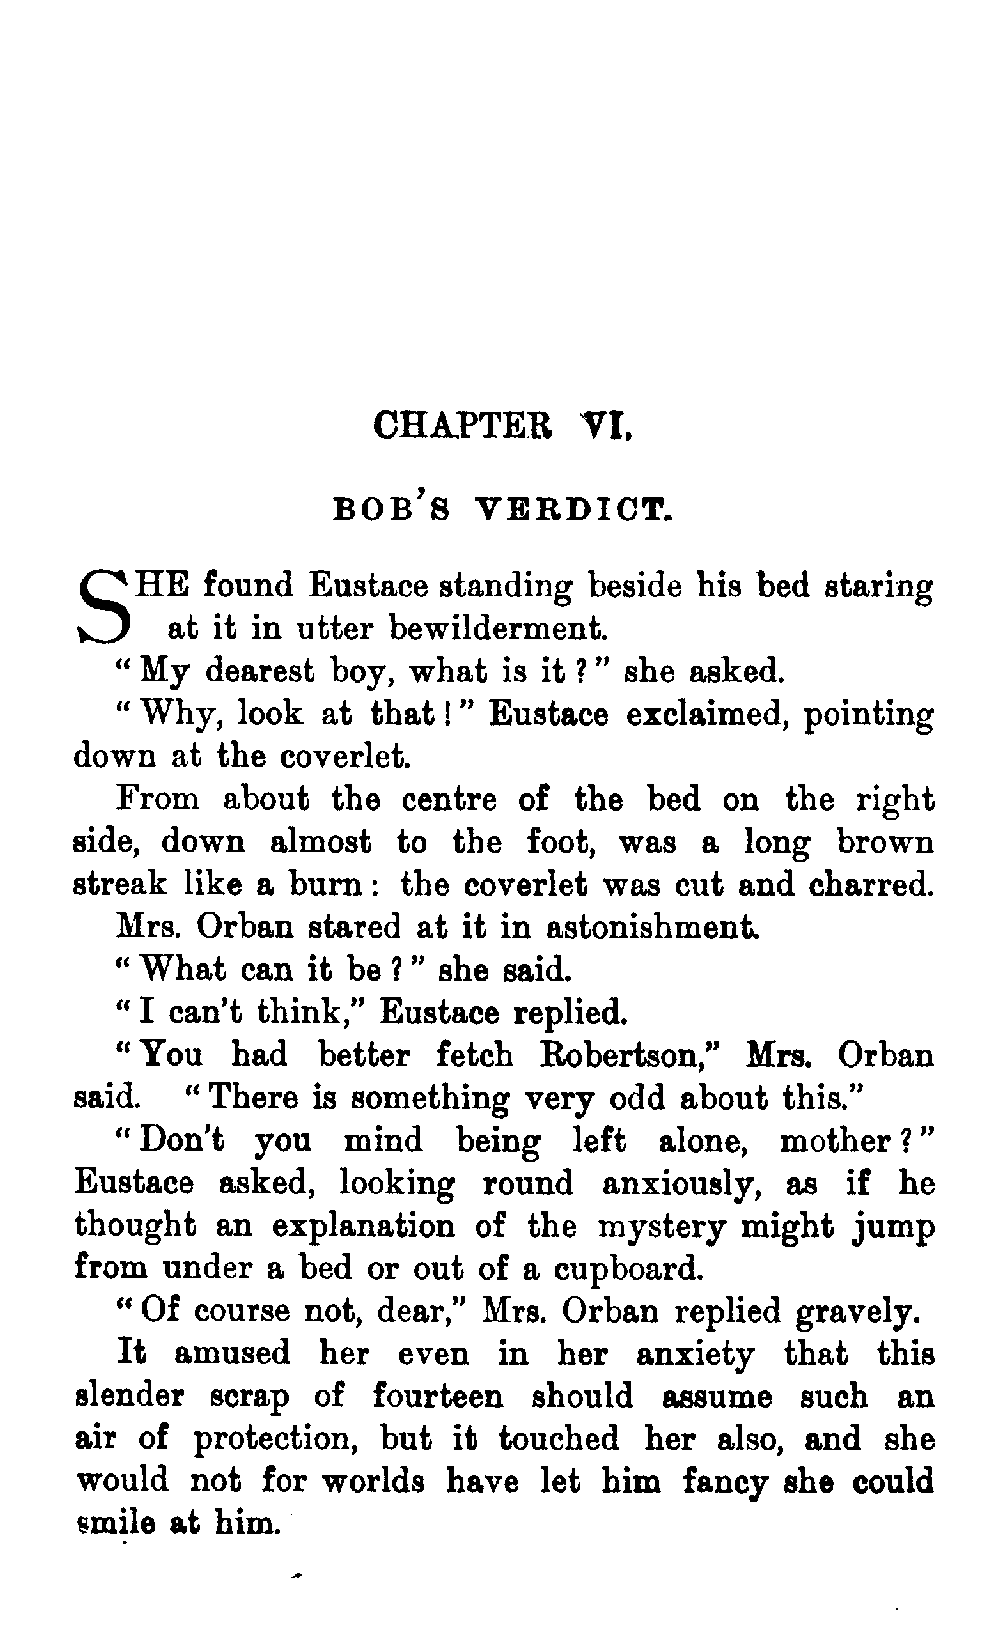 CHAPTER VI.
BOB'S VERDICT.
SHE found Eustace standing beside his bed staring
at it in utter bewilderment.
"My dearest boy, what is it?" she asked.
"Why, look at that!" Eustace exclaimed, pointing
down at the coverlet.
From about the centre of the bed on the right
side, down almost to the foot, was a long brown
streak like a burn: the coverlet was cut and charred.
Mrs. Orban stared at it in astonishment.
"What can it be?" she said.
"I can't think," Eustace replied.
"You had better fetch Robertson," Mrs. Orban
said. "There is something very odd about this."
"Don't you mind being left alone, mother?"
Eustace asked, looking round anxiously, as if he
thought an explanation of the mystery might jump
from under a bed or out of a cupboard.
"Of course not, dear," Mrs. Orban replied gravely.
It amused her even in her anxiety that this
slender scrap of fourteen should assume such an
air of protection, but it touched her also, and she
would not for worlds have let him fancy she could
smile at him.